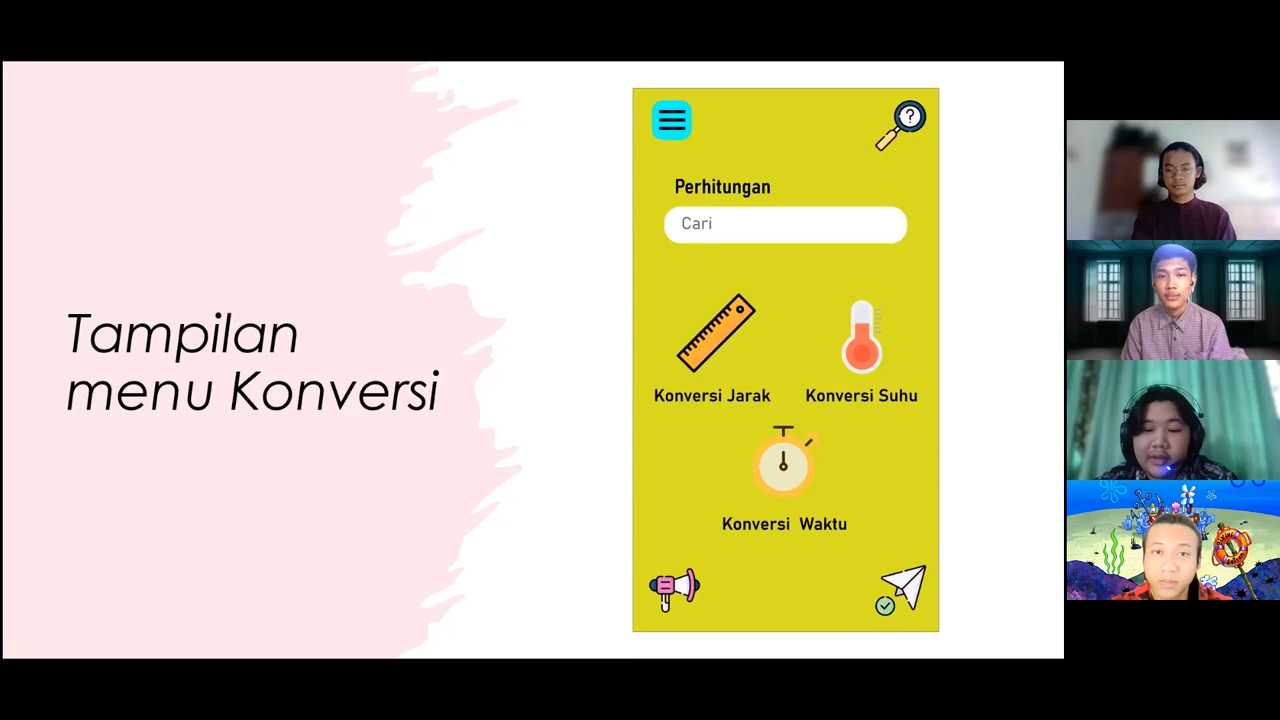 Tampilan
menu Konversi
?
Perhitungan
Cari
Konversi Jarak
Konversi Suhu
Konversi Waktu